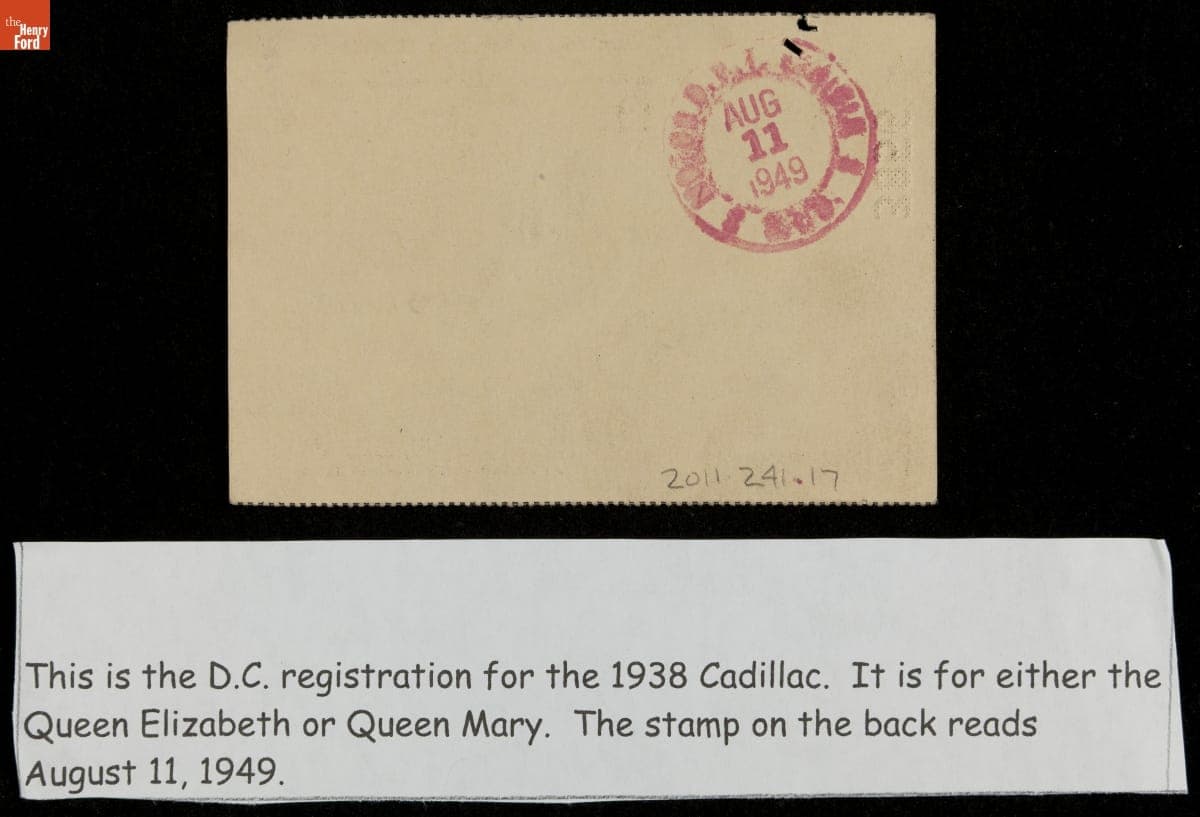 the
Henry
Ford
AUG
11
1949
2011.241.17
This is the D.C. registration for the 1938 Cadillac. It is for either the
Queen Elizabeth or Queen Mary. The stamp on the back reads
August 11, 1949.